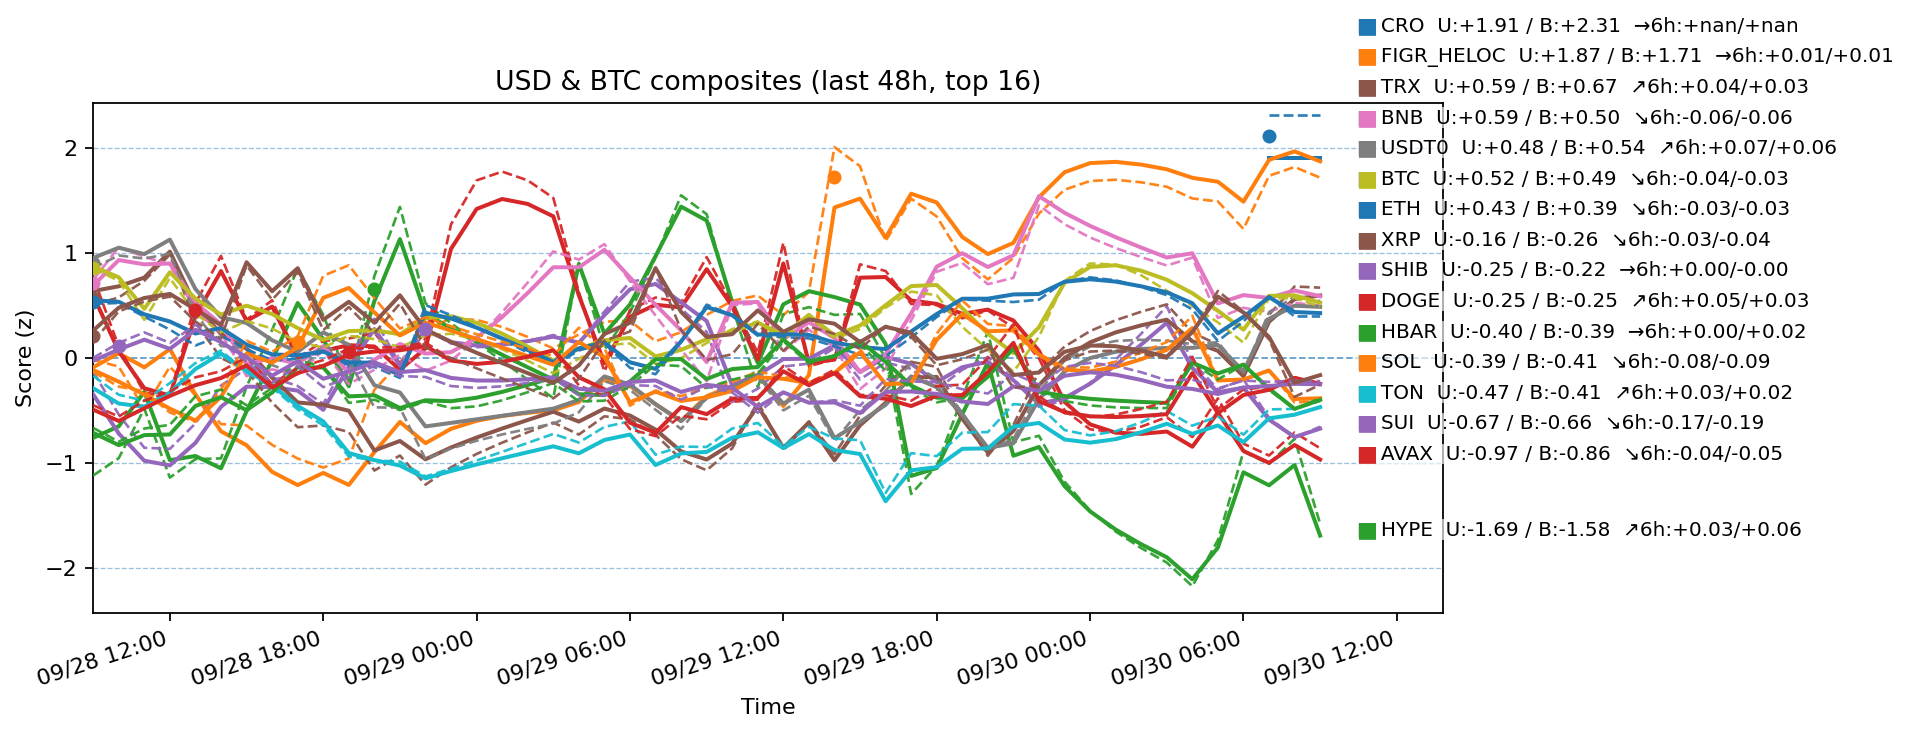 USD & BTC composites (last 48h, top 16)
CRO  U:+1.91 / B:+2.31  →6h:+nan/+nan
FIGR_HELOC  U:+1.87 / B:+1.71  →6h:+0.01/+0.01
TRX  U:+0.59 / B:+0.67  ↗6h:+0.04/+0.03
BNB  U:+0.59 / B:+0.50  ↘6h:-0.06/-0.06
USDT0  U:+0.48 / B:+0.54  ↗6h:+0.07/+0.06
BTC  U:+0.52 / B:+0.49  ↘6h:-0.04/-0.03
ETH  U:+0.43 / B:+0.39  ↘6h:-0.03/-0.03
XRP  U:-0.16 / B:-0.26  ↘6h:-0.03/-0.04
SHIB  U:-0.25 / B:-0.22  →6h:+0.00/-0.00
DOGE  U:-0.25 / B:-0.25  ↗6h:+0.05/+0.03
HBAR  U:-0.40 / B:-0.39  →6h:+0.00/+0.02
SOL  U:-0.39 / B:-0.41  ↘6h:-0.08/-0.09
TON  U:-0.47 / B:-0.41  ↗6h:+0.03/+0.02
SUI  U:-0.67 / B:-0.66  ↘6h:-0.17/-0.19
AVAX  U:-0.97 / B:-0.86  ↘6h:-0.04/-0.05
HYPE  U:-1.69 / B:-1.58  ↗6h:+0.03/+0.06
Score (z)
2
1
0
−1
−2
09/28 12:00
09/28 18:00
09/29 00:00
09/29 06:00
09/29 12:00
09/29 18:00
09/30 00:00
09/30 06:00
09/30 12:00
Time